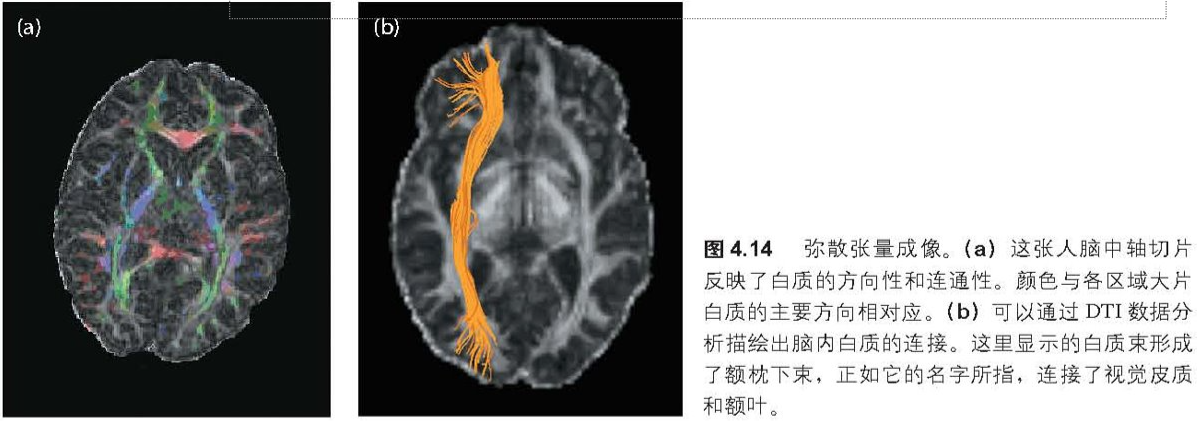 (a)
(b)
图 4.14 弥散张量成像。(a) 这张人脑中轴切片
反映了白质的方向性和连通性。颜色与各区域大片
白质的主要方向相对应。(b) 可以通过 DTI 数据分
析描绘出脑内白质的连接。这里显示的白质束形成
了额枕下束，正如它的名字所指，连接了视觉皮质
和额叶。